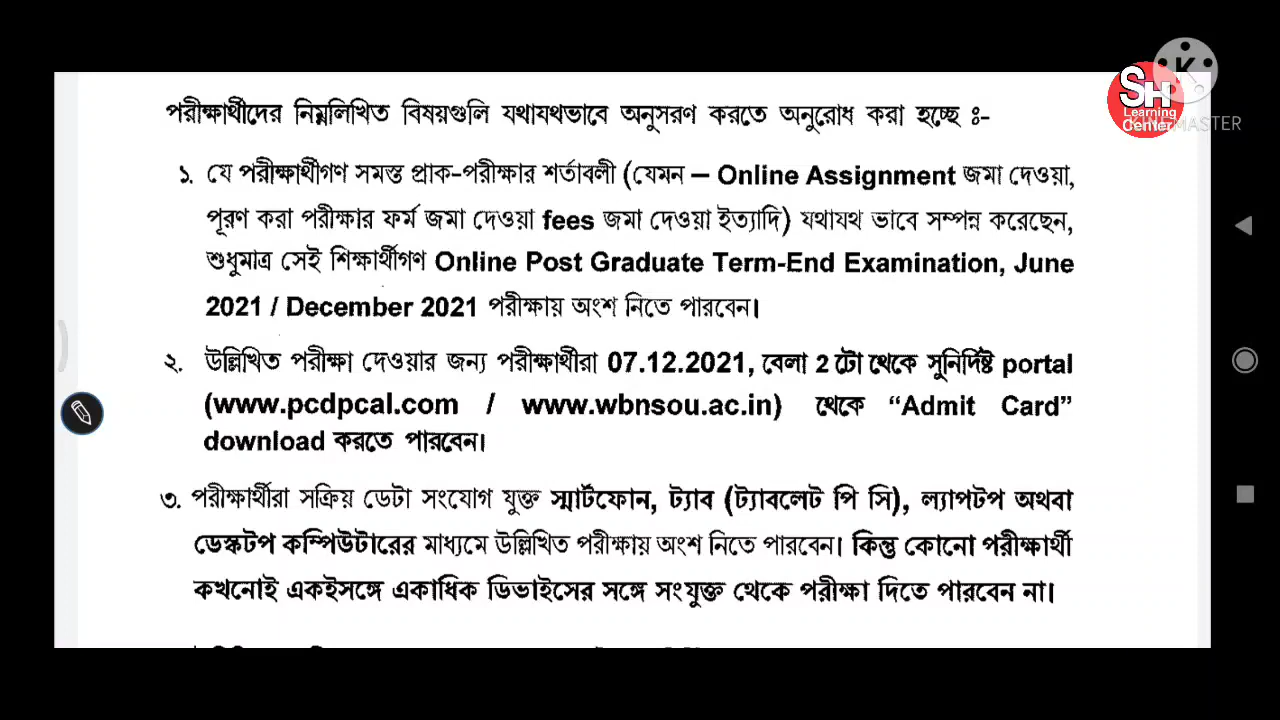 পরীক্ষার্থীদের নিম্নলিখিত বিষয়গুলি যথাযথভাবে অনুসরণ করতে অনুরোধ করা হচ্ছে ঃ-
SH
Learning
Center
KINEMASTER
১. যে পরীক্ষার্থীগণ সমস্ত প্রাক-পরীক্ষার শর্তাবলী (যেমন – Online Assignment জমা দেওয়া,
পূরণ করা পরীক্ষার ফর্ম জমা দেওয়া fees জমা দেওয়া ইত্যাদি) যথাযথ ভাবে সম্পন্ন করেছেন,
শুধুমাত্র সেই শিক্ষার্থীগণ Online Post Graduate Term-End Examination, June
2021 / December 2021 পরীক্ষায় অংশ নিতে পারবেন।
২. উল্লিখিত পরীক্ষা দেওয়ার জন্য পরীক্ষার্থীরা 07.12.2021, বেলা 2 টো থেকে সুনির্দিষ্ট portal
(www.pcdpcal.com / www.wbnsou.ac.in) থেকে “Admit Card”
download করতে পারবেন।
৩. পরীক্ষার্থীরা সক্রিয় ডেটা সংযোগ যুক্ত স্মার্টফোন, ট্যাব (ট্যাবলেট পি সি), ল্যাপটপ অথবা
ডেস্কটপ কম্পিউটারের মাধ্যমে উল্লিখিত পরীক্ষায় অংশ নিতে পারবেন। কিন্তু কোনো পরীক্ষার্থী
কখনোই একইসঙ্গে একাধিক ডিভাইসের সঙ্গে সংযুক্ত থেকে পরীক্ষা দিতে পারবেন না।